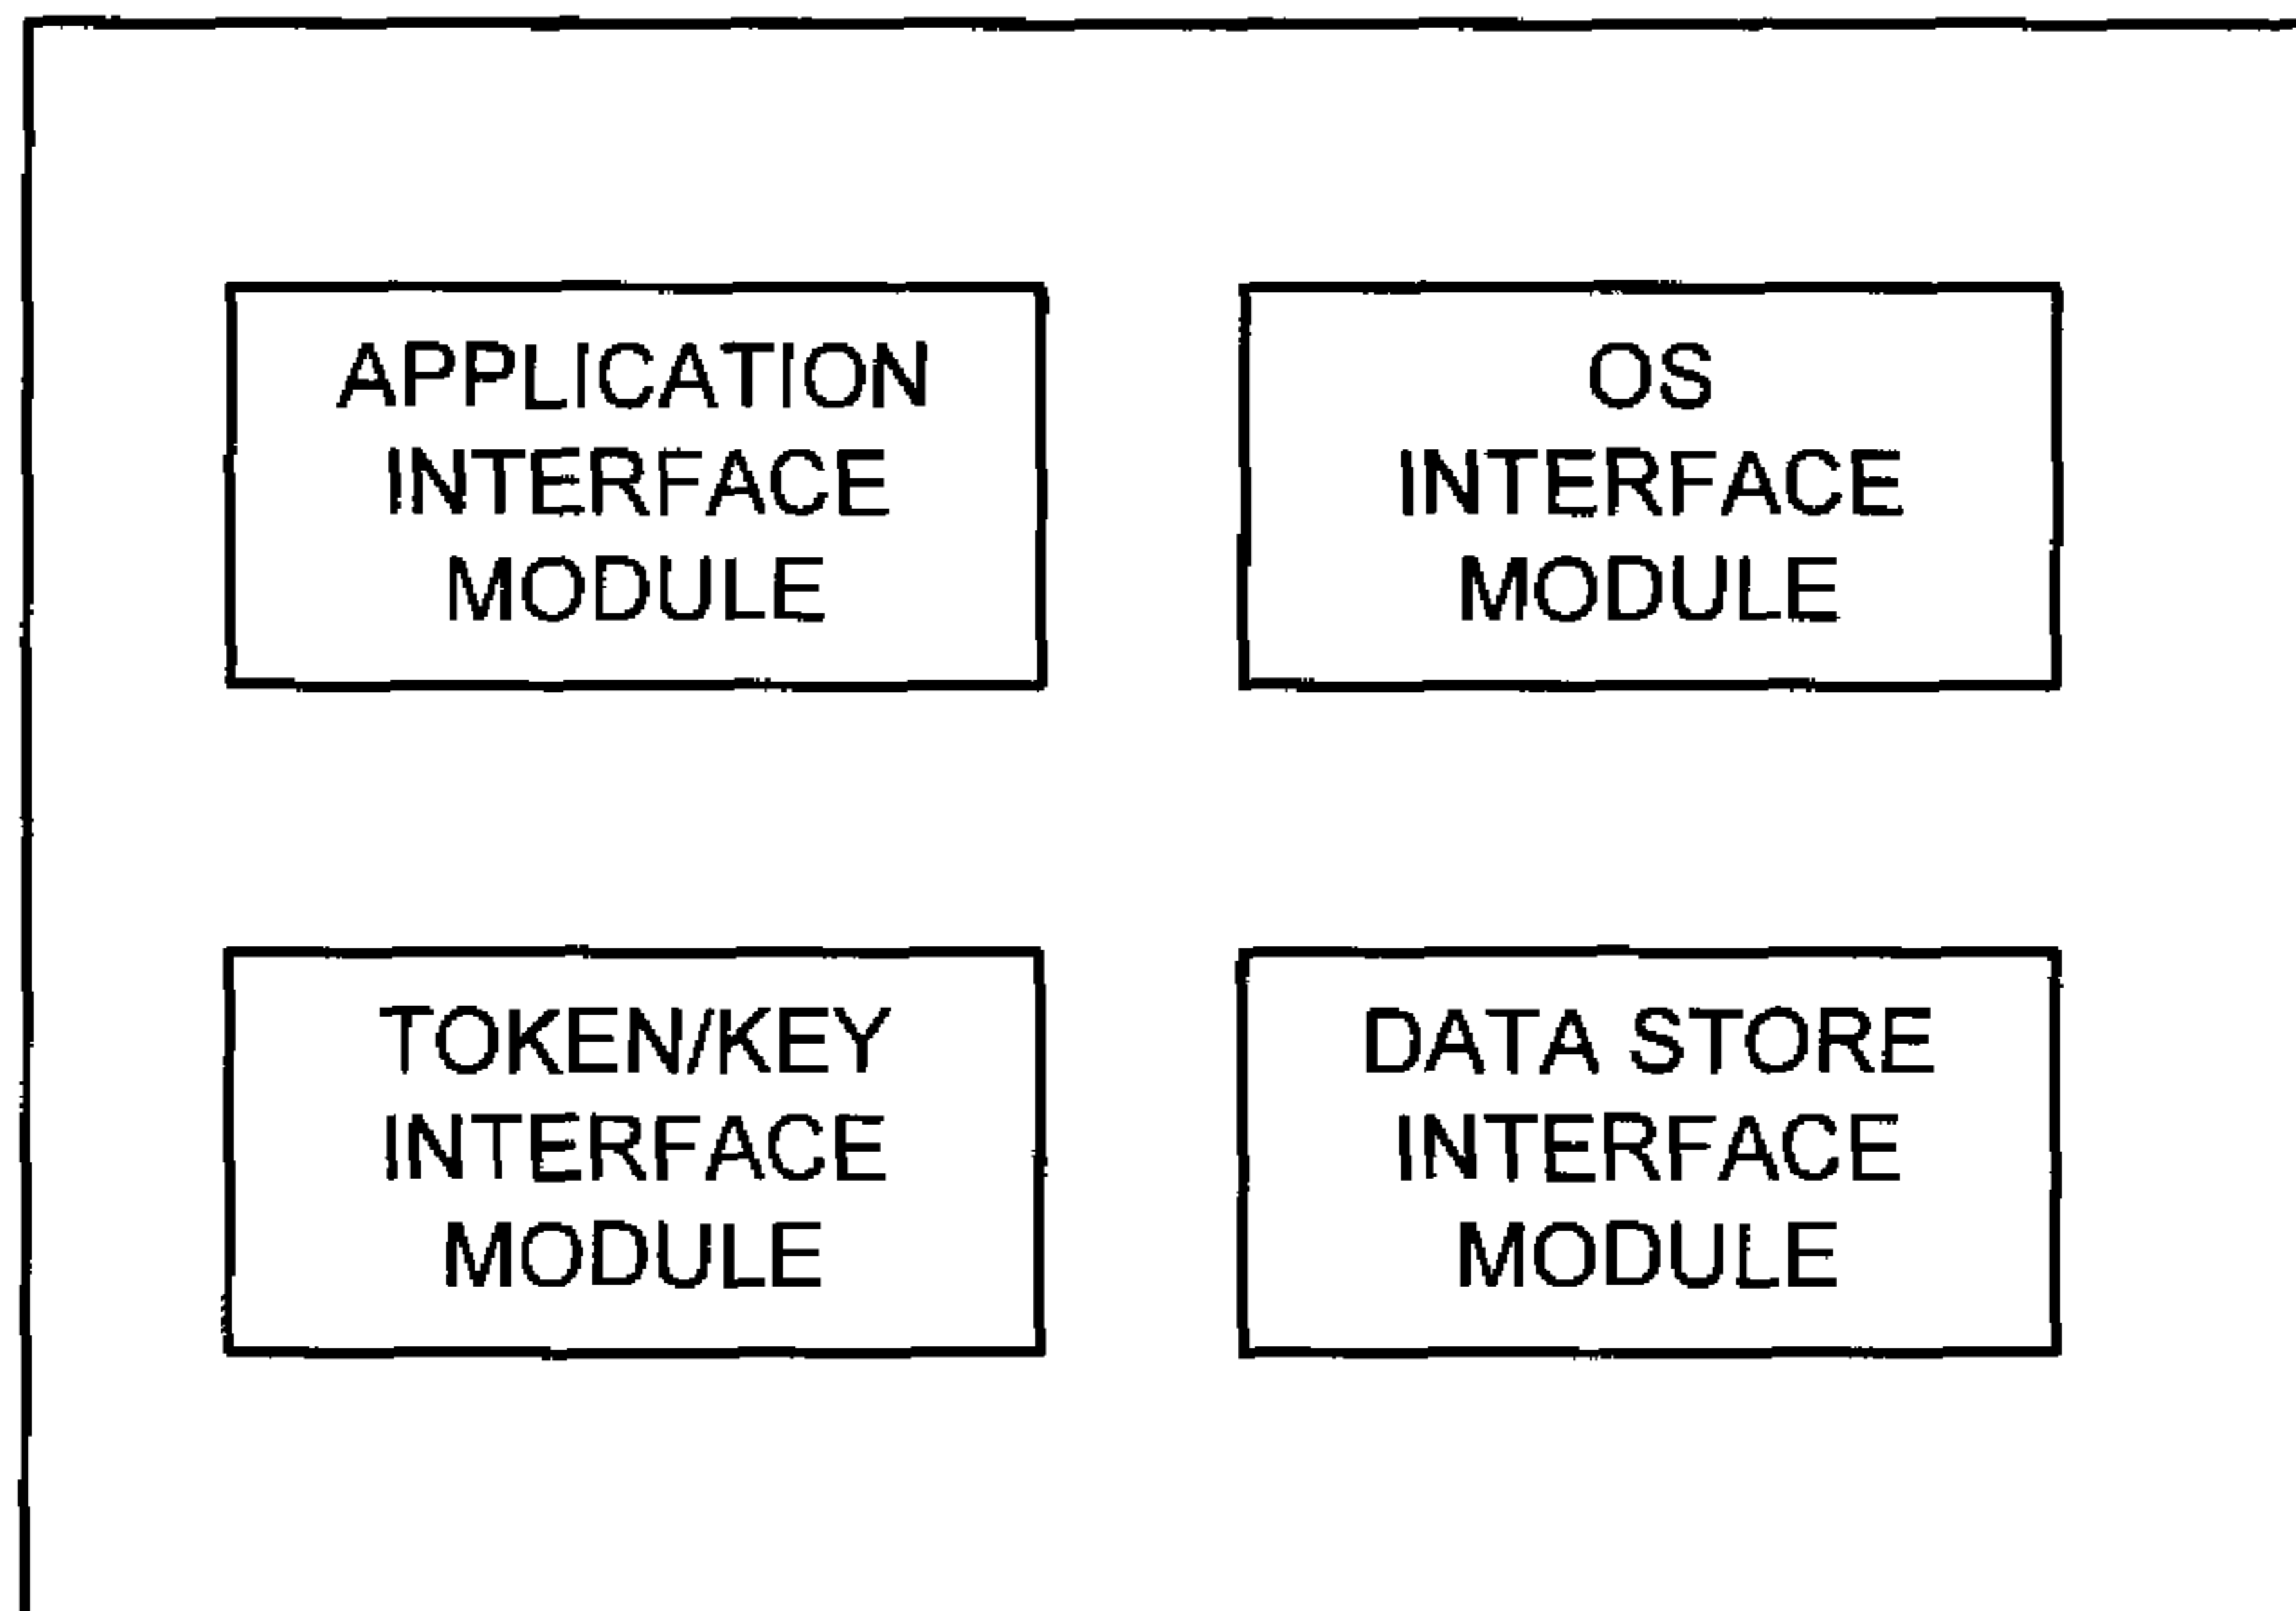 APPLICATION
INTERFACE
MODULE
OS
INTERFACE
MODULE
TOKEN/KEY
INTERFACE
MODULE
DATA STORE
INTERFACE
MODULE